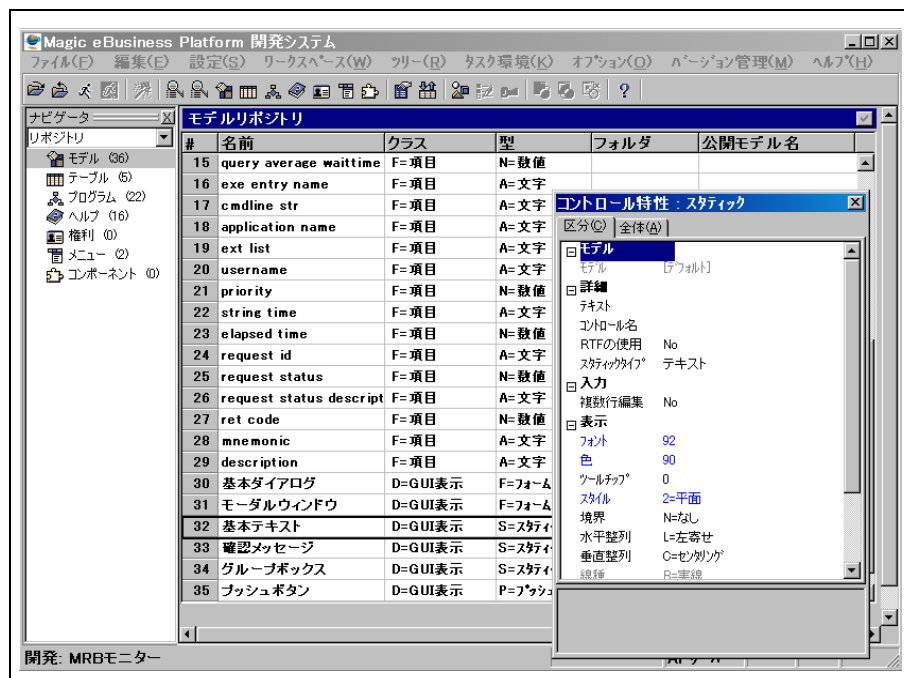 Magic eBusiness Platform 開発システム
ファイル(F) 編集(E) 設定(S) ワークスペース(W) ツリー(R) タスク環境(K) オプション(O) バージョン管理(M) ヘルプ(H)
ナビゲータ
リポジトリ
モデル (36)
テーブル (5)
プログラム (22)
ヘルプ (16)
権利 (0)
メニュー (2)
コンポーネント (0)
モデルリポジトリ
# 名前 クラス 型 フォルダ 公開モデル名
15 query average waittime F=項目 N=数値
16 exe entry name F=項目 A=文字
17 cmdline str F=項目 A=文字
18 application name F=項目 A=文字
19 ext list F=項目 A=文字
20 username F=項目 A=文字
21 priority F=項目 N=数値
22 string time F=項目 A=文字
23 elapsed time F=項目 N=数値
24 request id F=項目 A=文字
25 request status F=項目 N=数値
26 request status descript F=項目 A=文字
27 ret code F=項目 N=数値
28 mnemonic F=項目 A=文字
29 description F=項目 A=文字
30 基本ダイアログ D=GUI表示 F=フォーム
31 モーダルウィンドウ D=GUI表示 F=フォーム
32 基本テキスト D=GUI表示 S=スタティ
33 確認メッセージ D=GUI表示 S=スタティ
34 グループボックス D=GUI表示 S=スタティ
35 プッシュボタン D=GUI表示 P=プッシュ
コントロール特性 : スタティック
区分(C) 全体(A)
モデル
モデル [デフォルト]
詳細
テキスト
コントロール名
RTFの使用 No
スタティックタイプ テキスト
入力
複数行編集 No
表示
フォント 92
色 90
ツールチップ 0
スタイル 2=平面
境界 N=なし
水平整列 L=左寄せ
垂直整列 C=センタリング
線種 R=実線
開発: MRBモニター